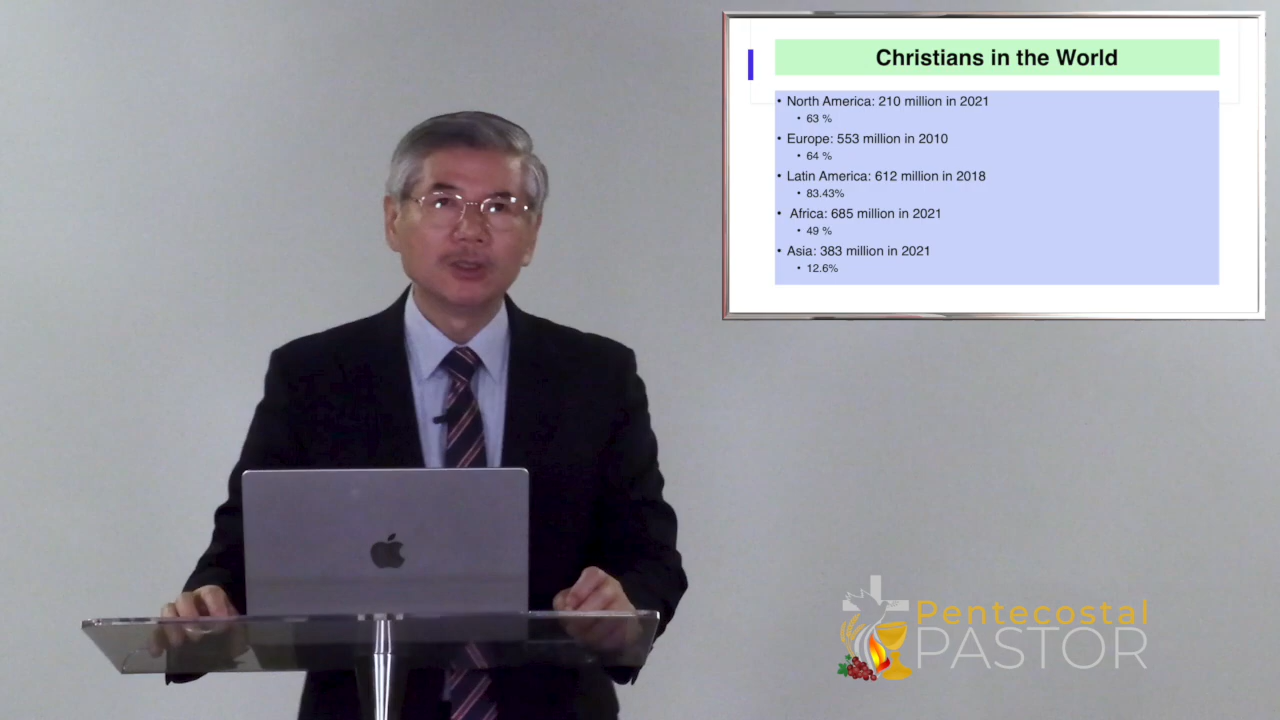 Christians in the World
• North America: 210 million in 2021
• 63 %
• Europe: 553 million in 2010
• 64 %
• Latin America: 612 million in 2018
• 83.43%
• Africa: 685 million in 2021
• 49 %
• Asia: 383 million in 2021
• 12.6%
Pentecostal
PASTOR